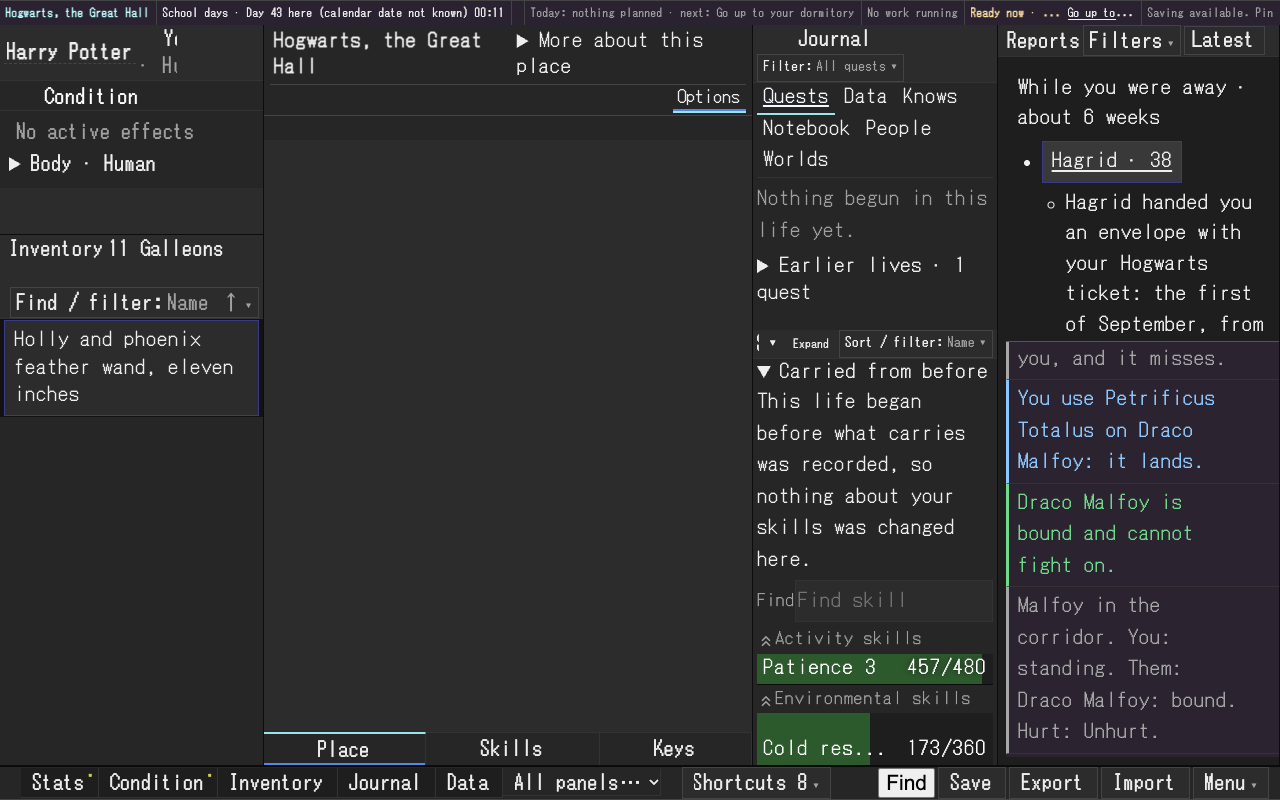 Hogwarts, the Great Hall
School days · Day 43 here (calendar date not known) 00:11
Today: nothing planned · next: Go up to your dormitory
No work running
Ready now · ... Go up to...
Saving available. Pin
Harry Potter ·
Condition
No active effects
▶ Body · Human
Inventory 11 Galleons
Find / filter: Name ↑ ▾
Holly and phoenix
feather wand, eleven
inches
Hogwarts, the Great
Hall
▶ More about this
place
Options
Place
Skills
Keys
Journal
Filter: All quests ▾
Quests Data Knows
Notebook People
Worlds
Nothing begun in this
life yet.
▶ Earlier lives · 1
quest
▾ Expand Sort / filter: Name ▾
▼ Carried from before
This life began
before what carries
was recorded, so
nothing about your
skills was changed
here.
Find Find skill
Activity skills
Patience 3 457/480
Environmental skills
Cold res... 173/360
Reports Filters ▾ Latest
While you were away ·
about 6 weeks
• Hagrid · 38
Hagrid handed you
an envelope with
your Hogwarts
ticket: the first
of September, from
you, and it misses.
You use Petrificus
Totalus on Draco
Malfoy: it lands.
Draco Malfoy is
bound and cannot
fight on.
Malfoy in the
corridor. You:
standing. Them:
Draco Malfoy: bound.
Hurt: Unhurt.
Stats Condition Inventory Journal Data All panels… Shortcuts 8 ▾ Find Save Export Import Menu ▾